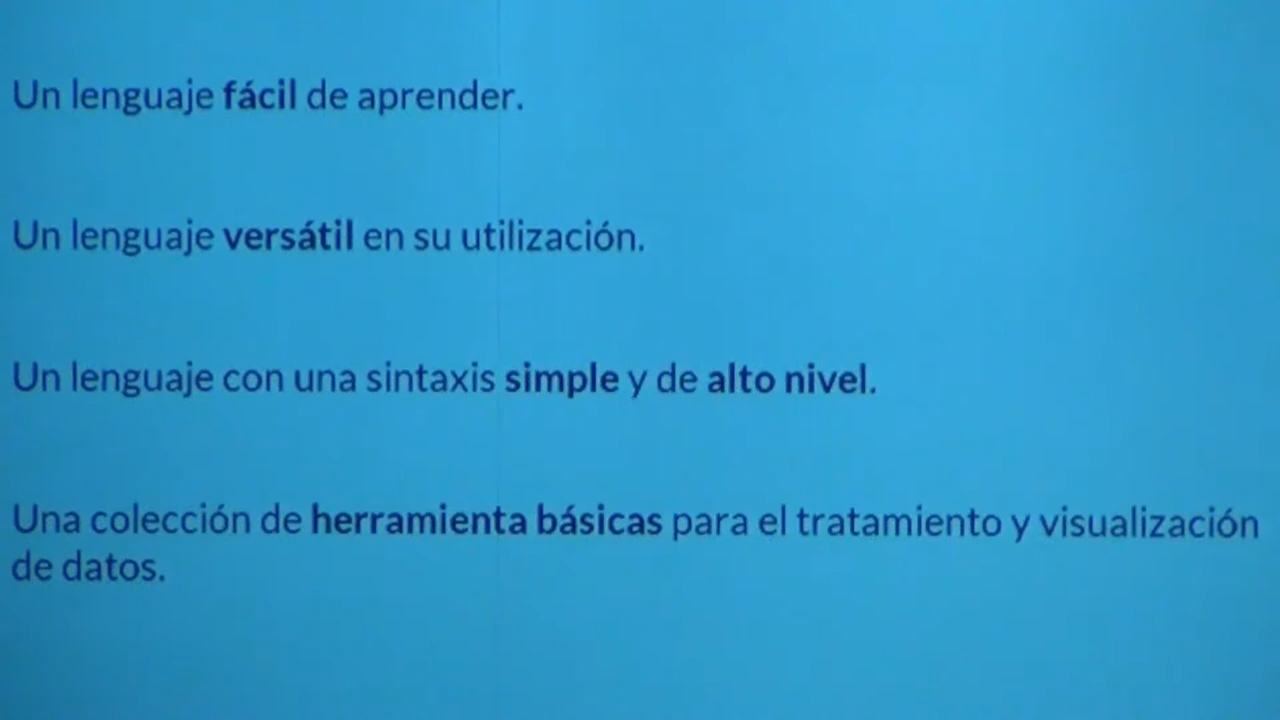 Un lenguaje fácil de aprender.
Un lenguaje versátil en su utilización.
Un lenguaje con una sintaxis simple y de alto nivel.
Una colección de herramienta básicas para el tratamiento y visualización
de datos.